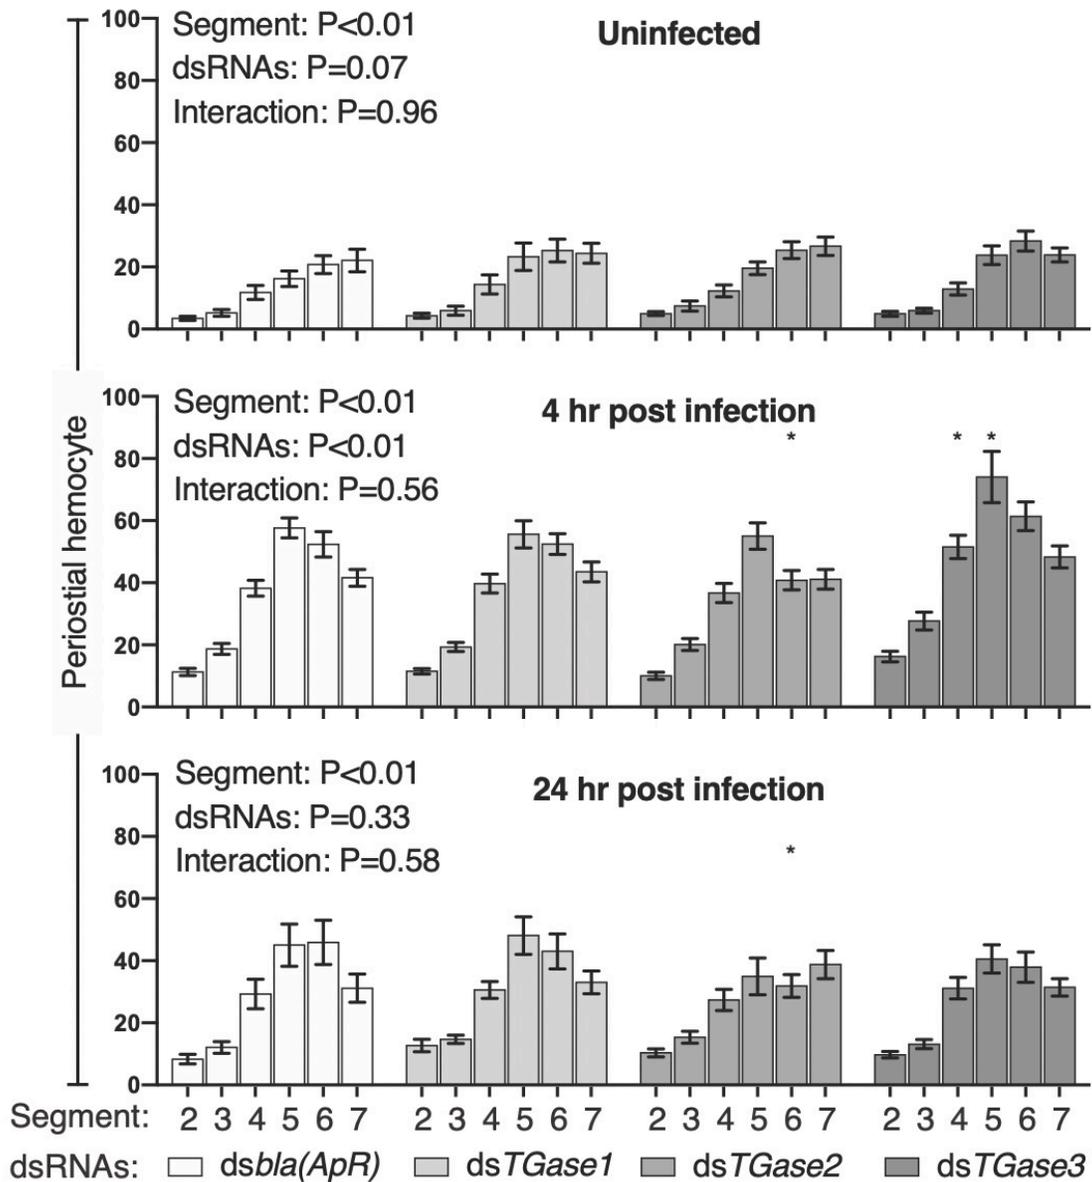 Periostial hemocyte
Uninfected
Segment: P<0.01
dsRNAs: P=0.07
Interaction: P=0.96
100
80
60
40
20
0
4 hr post infection
Segment: P<0.01
dsRNAs: P<0.01
Interaction: P=0.56
* * *
100
80
60
40
20
0
24 hr post infection
Segment: P<0.01
dsRNAs: P=0.33
Interaction: P=0.58
*
100
80
60
40
20
0
Segment: 2 3 4 5 6 7 2 3 4 5 6 7 2 3 4 5 6 7 2 3 4 5 6 7
dsRNAs: dsbla(ApR) dsTGase1 dsTGase2 dsTGase3